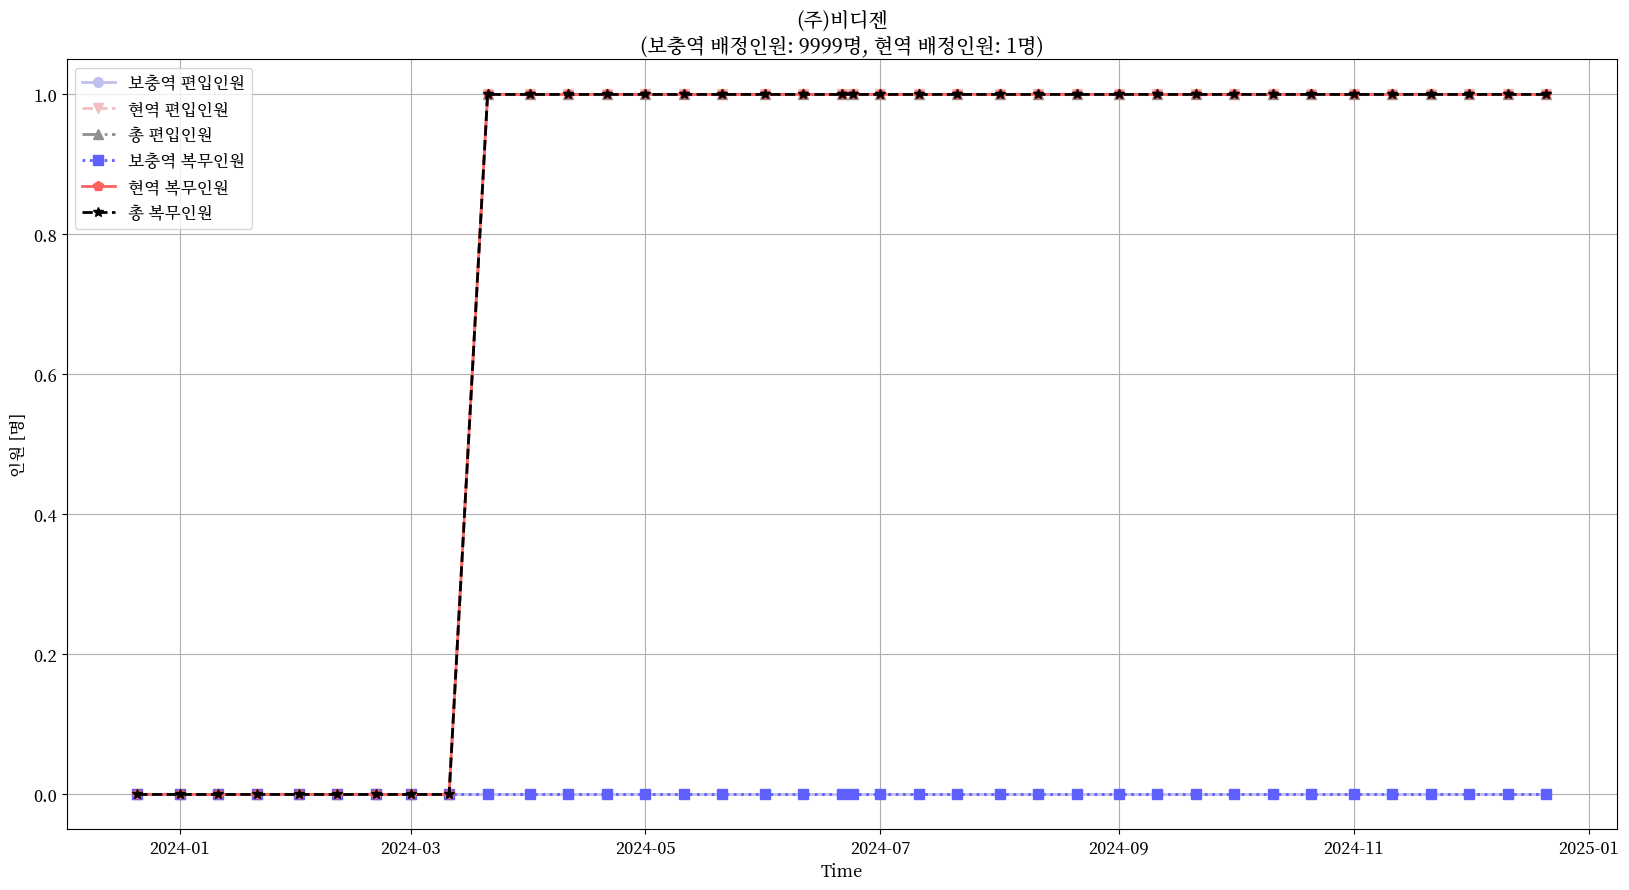 (주)비디젠
(보충역 배정인원: 9999명, 현역 배정인원: 1명)
보충역 편입인원
현역 편입인원
총 편입인원
보충역 복무인원
현역 복무인원
총 복무인원
인원 [명]
1.0
0.8
0.6
0.4
0.2
0.0
2024-01
2024-03
2024-05
2024-07
2024-09
2024-11
2025-01
Time